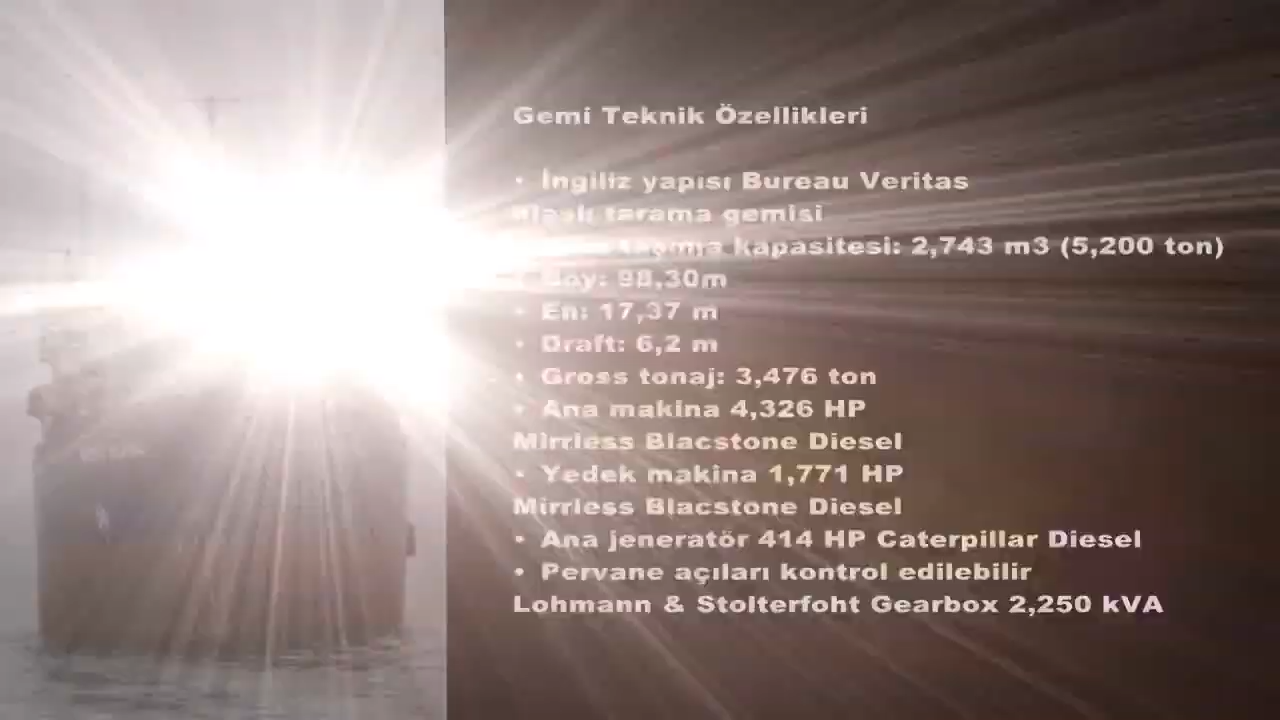 Gemi Teknik Özellikleri
• İngiliz yapısı Bureau Veritas
Klaslı tarama gemisi
taşıma kapasitesi: 2,743 m3 (5,200 ton)
• Boy: 98,30m
• En: 17,37 m
• Draft: 6,2 m
• Gross tonaj: 3,476 ton
• Ana makina 4,326 HP
Mirrless Blacstone Diesel
• Yedek makina 1,771 HP
Mirrless Blacstone Diesel
• Ana jeneratör 414 HP Caterpillar Diesel
• Pervane açıları kontrol edilebilir
Lohmann & Stolterfoht Gearbox 2,250 kVA